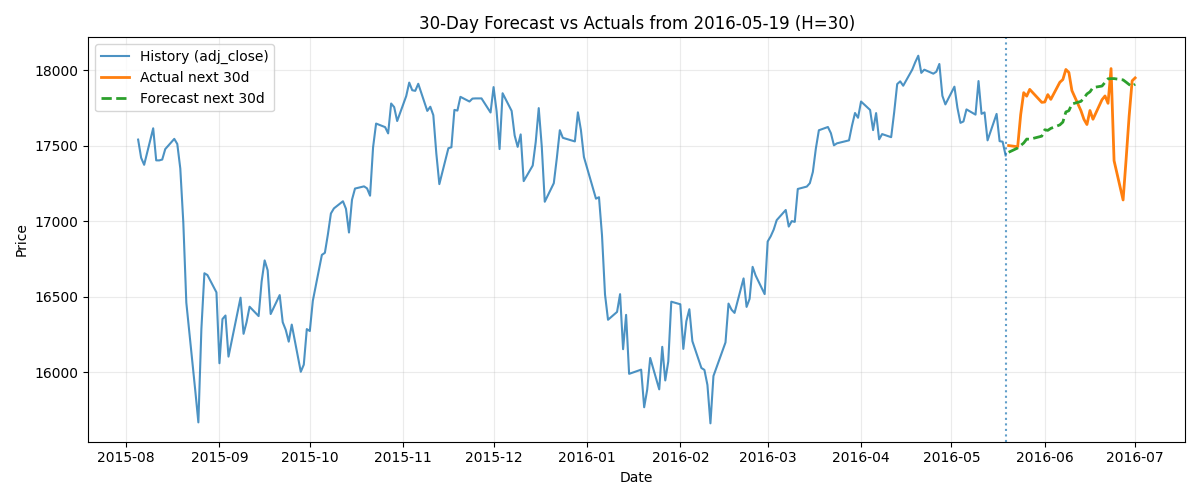 30-Day Forecast vs Actuals from 2016-05-19 (H=30)
History (adj_close)
Actual next 30d
Forecast next 30d
Price
18000
17500
17000
16500
16000
2015-08 2015-09 2015-10 2015-11 2015-12 2016-01 2016-02 2016-03 2016-04 2016-05 2016-06 2016-07
Date